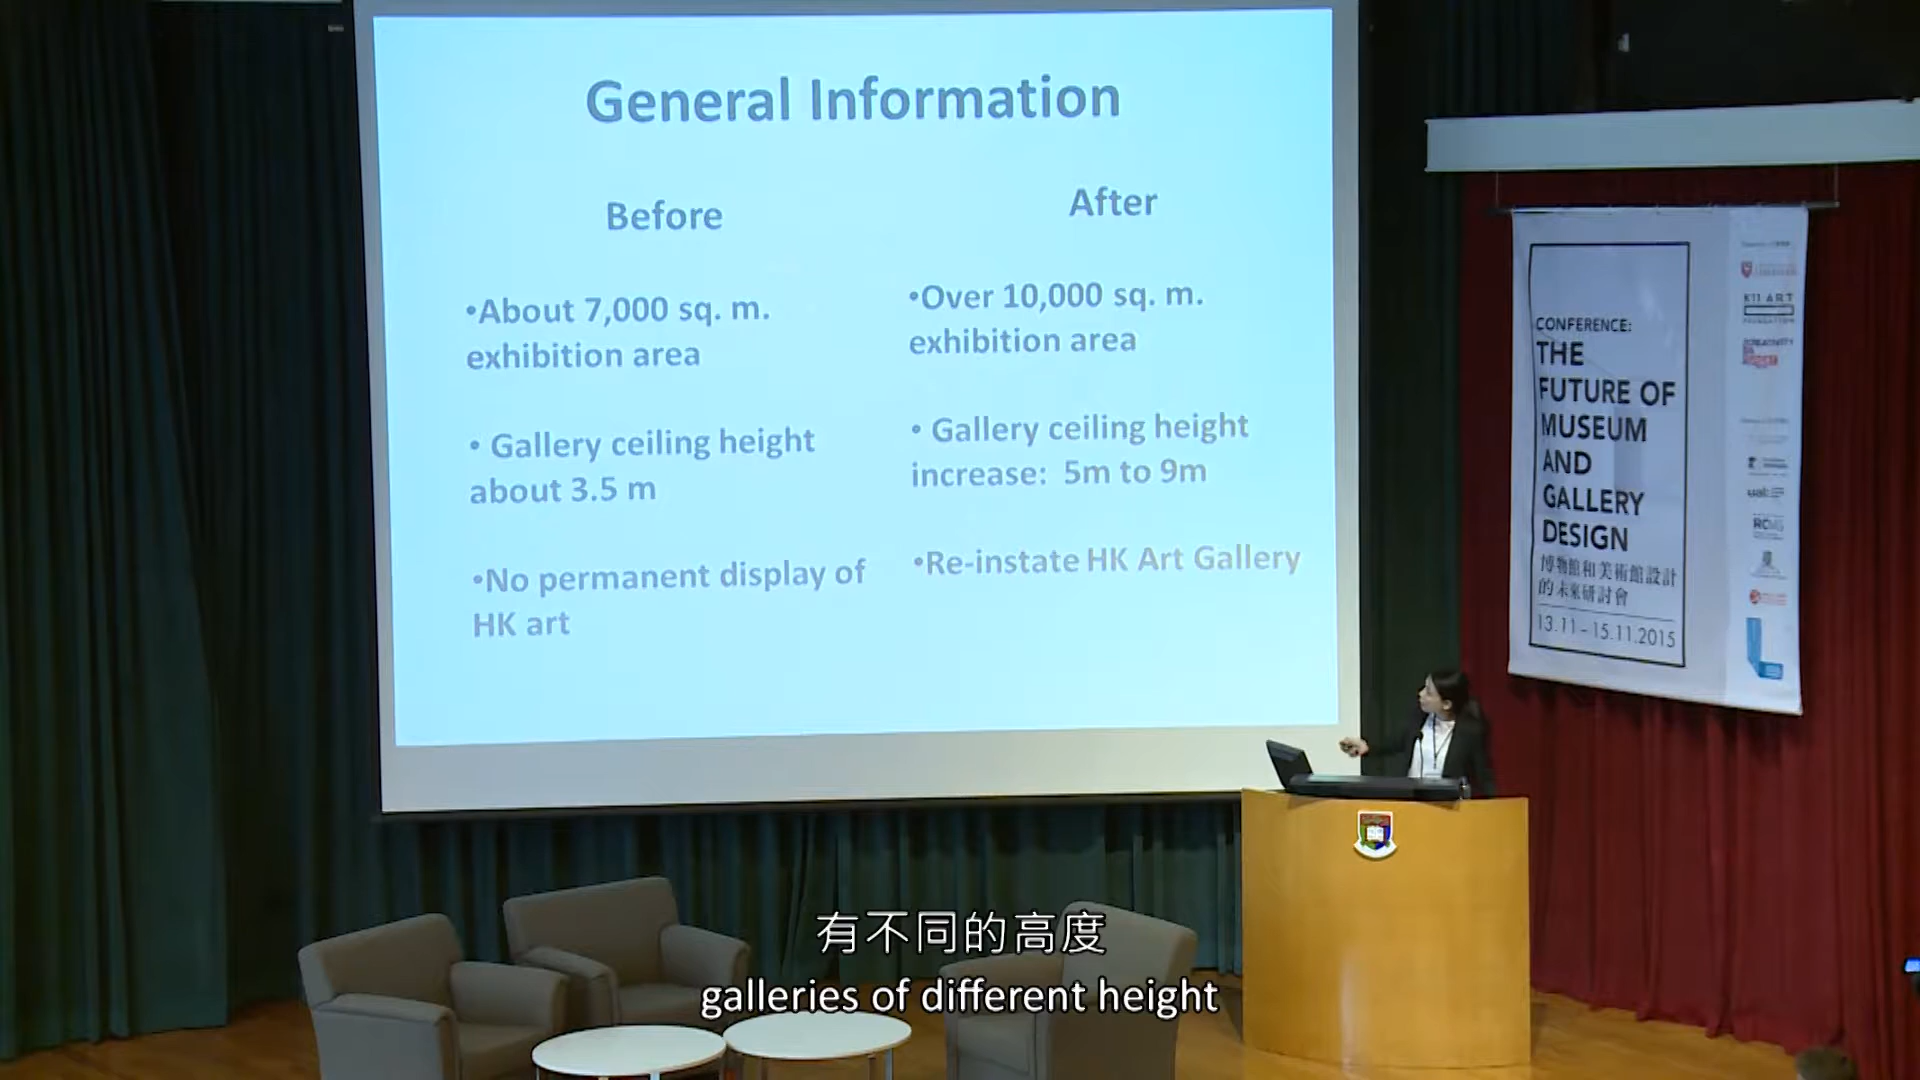 General Information
Before
•About 7,000 sq. m.
exhibition area
• Gallery ceiling height
about 3.5 m
•No permanent display of
HK art
After
•Over 10,000 sq. m.
exhibition area
• Gallery ceiling height
increase: 5m to 9m
•Re-instate HK Art Gallery
CONFERENCE:
THE
FUTURE OF
MUSEUM
AND
GALLERY
DESIGN
博物館和美術館設計
的未來研討會
13.11 – 15.11.2015
K11 ART
FOUNDATION
有不同的高度
galleries of different height